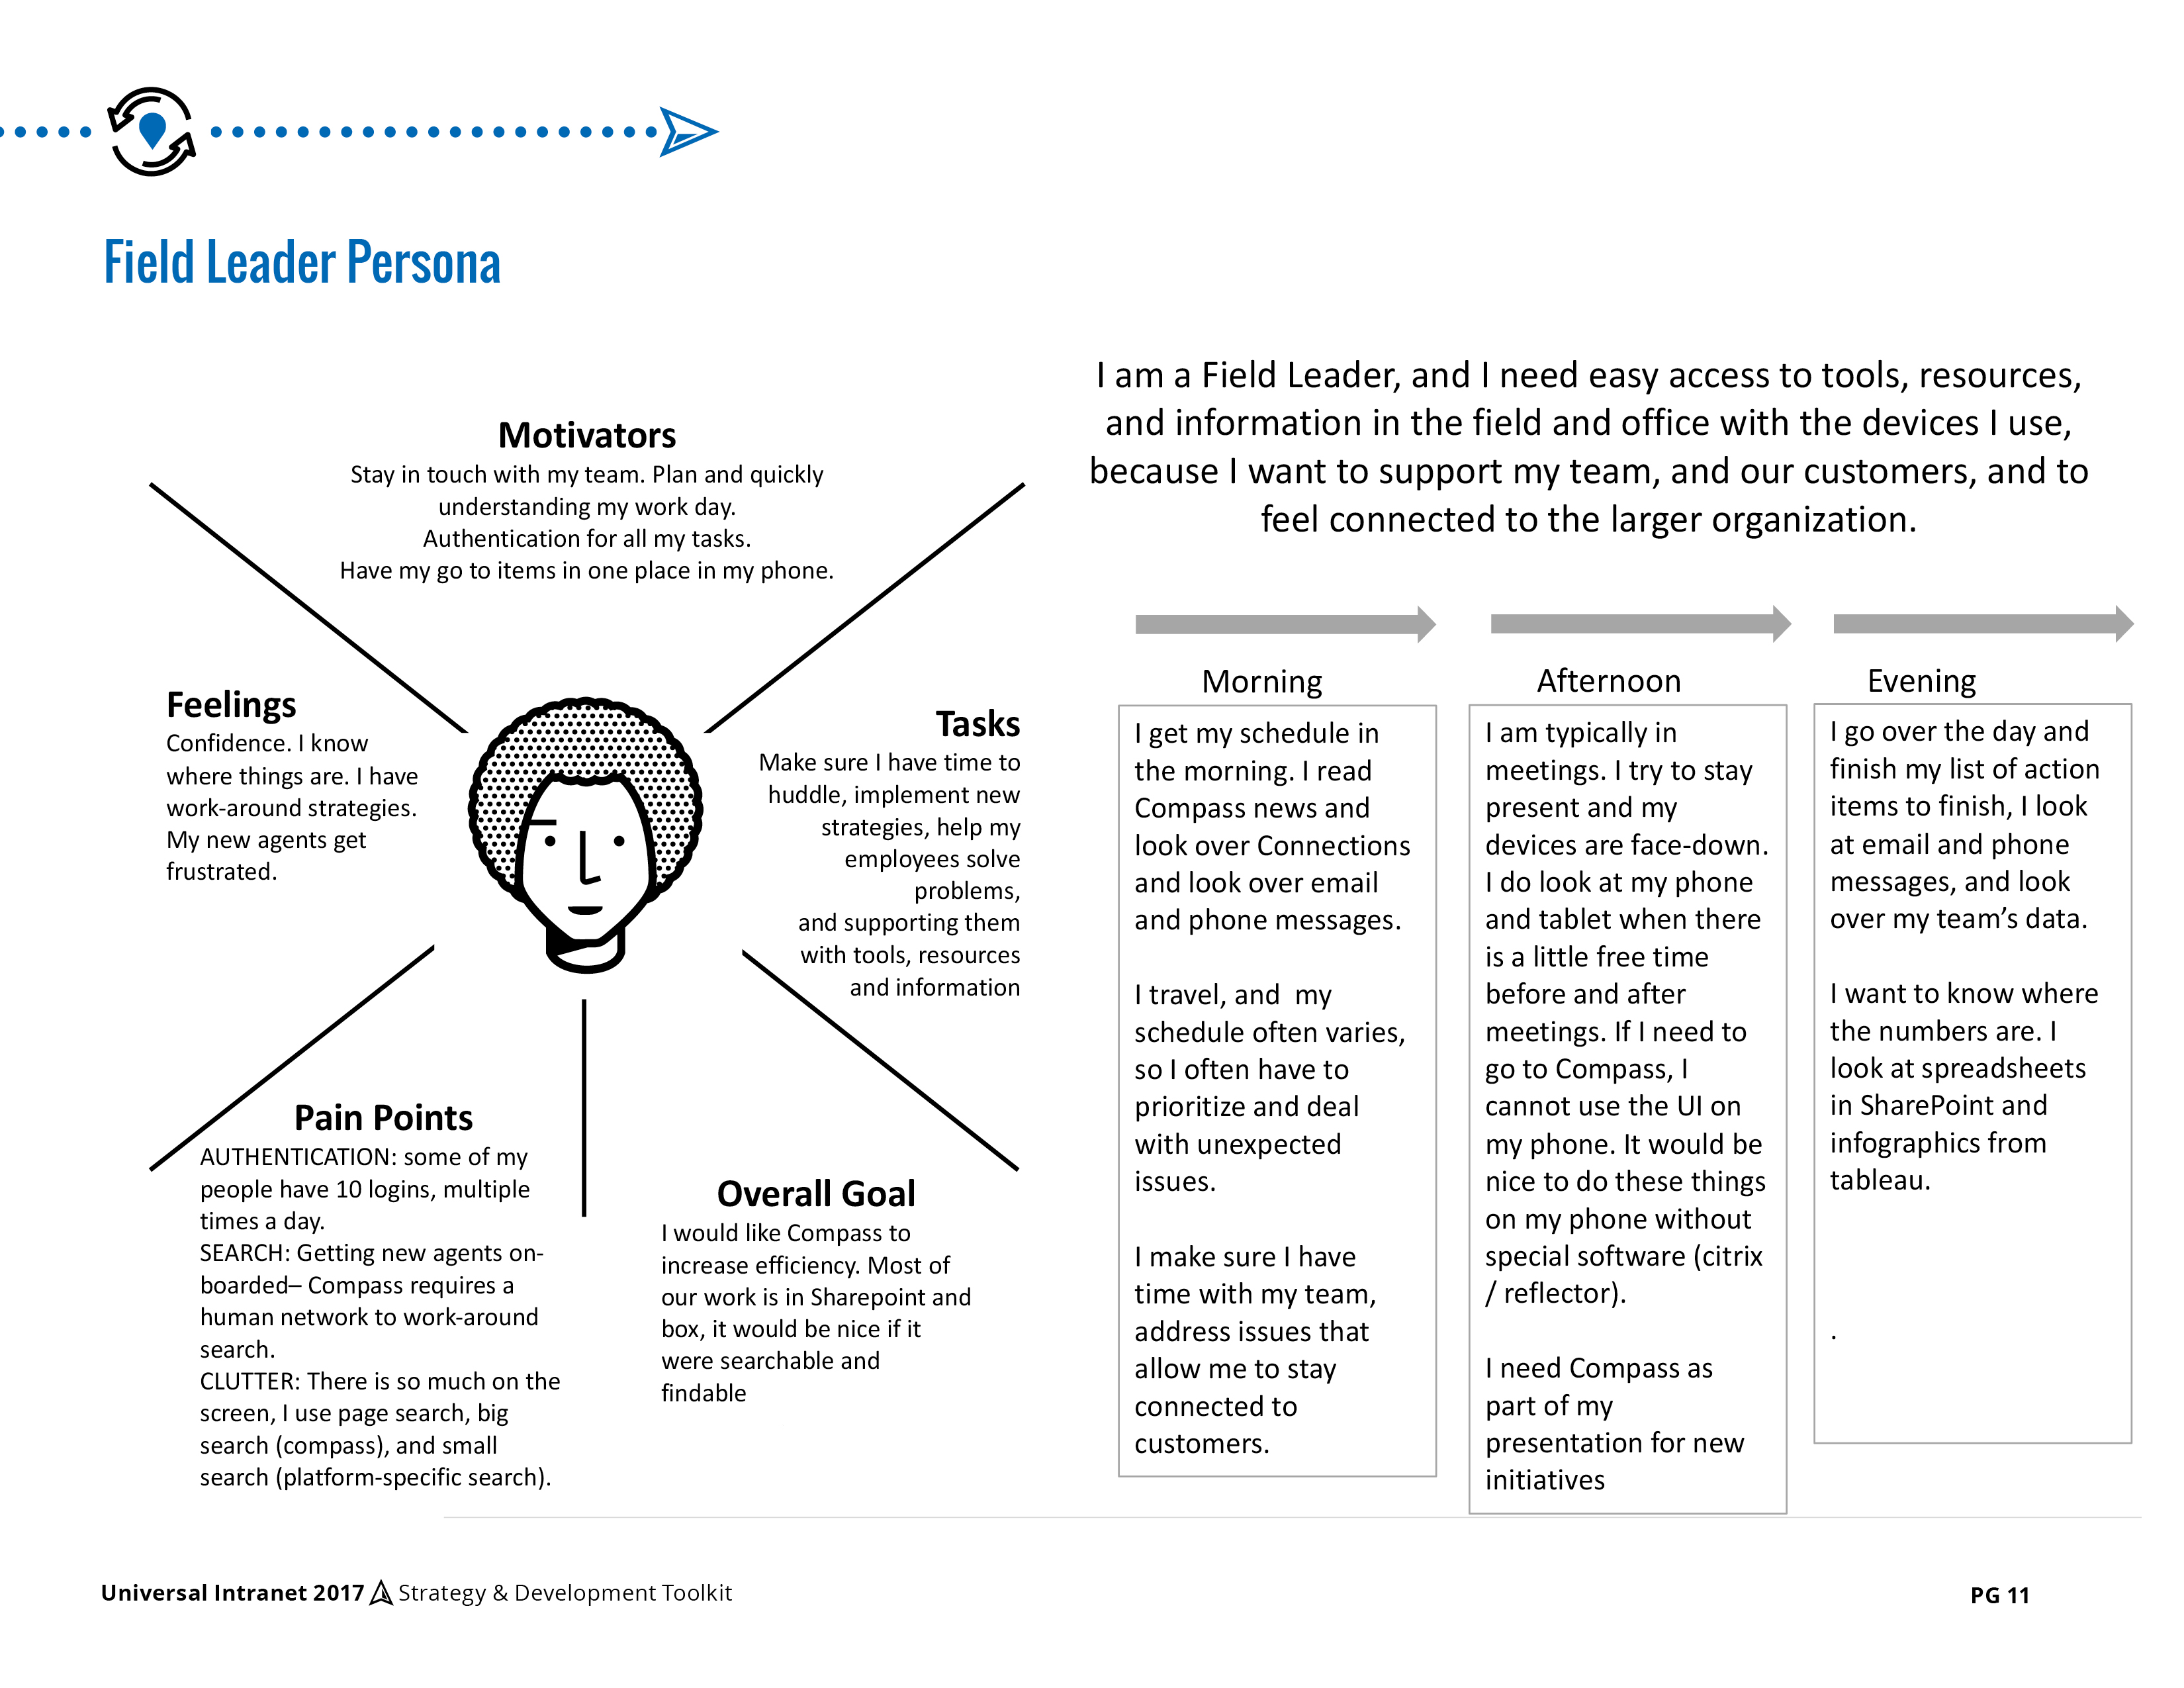 Field Leader Persona
Motivators
Stay in touch with my team. Plan and quickly
understanding my work day.
Authentication for all my tasks.
Have my go to items in one place in my phone.
Feelings
Confidence. I know
where things are. I have
work-around strategies.
My new agents get
frustrated.
Tasks
Make sure I have time to
huddle, implement new
strategies, help my
employees solve
problems,
and supporting them
with tools, resources
and information
Pain Points
AUTHENTICATION: some of my
people have 10 logins, multiple
times a day.
SEARCH: Getting new agents on-
boarded– Compass requires a
human network to work-around
search.
CLUTTER: There is so much on the
screen, I use page search, big
search (compass), and small
search (platform-specific search).
Overall Goal
I would like Compass to
increase efficiency. Most of
our work is in Sharepoint and
box, it would be nice if it
were searchable and
findable
I am a Field Leader, and I need easy access to tools, resources,
and information in the field and office with the devices I use,
because I want to support my team, and our customers, and to
feel connected to the larger organization.
Morning
I get my schedule in
the morning. I read
Compass news and
look over Connections
and look over email
and phone messages.
I travel, and  my
schedule often varies,
so I often have to
prioritize and deal
with unexpected
issues.
I make sure I have
time with my team,
address issues that
allow me to stay
connected to
customers.
Afternoon
I am typically in
meetings. I try to stay
present and my
devices are face-down.
I do look at my phone
and tablet when there
is a little free time
before and after
meetings. If I need to
go to Compass, I
cannot use the UI on
my phone. It would be
nice to do these things
on my phone without
special software (citrix
/ reflector).
I need Compass as
part of my
presentation for new
initiatives
Evening
I go over the day and
finish my list of action
items to finish, I look
at email and phone
messages, and look
over my team’s data.
I want to know where
the numbers are. I
look at spreadsheets
in SharePoint and
infographics from
tableau.
.
Universal Intranet 2017 Strategy & Development Toolkit
PG 11